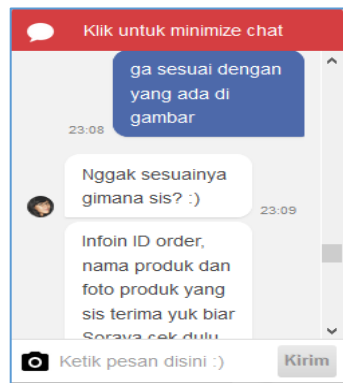 Klik untuk minimize chat
ga sesuai dengan
yang ada di
gambar
23:08
Nggak sesuainya
gimana sis? :)
23:09
Infoin ID order,
nama produk dan
foto produk yang
sis terima yuk biar
Soraya cek dulu
Ketik pesan disini :)
Kirim